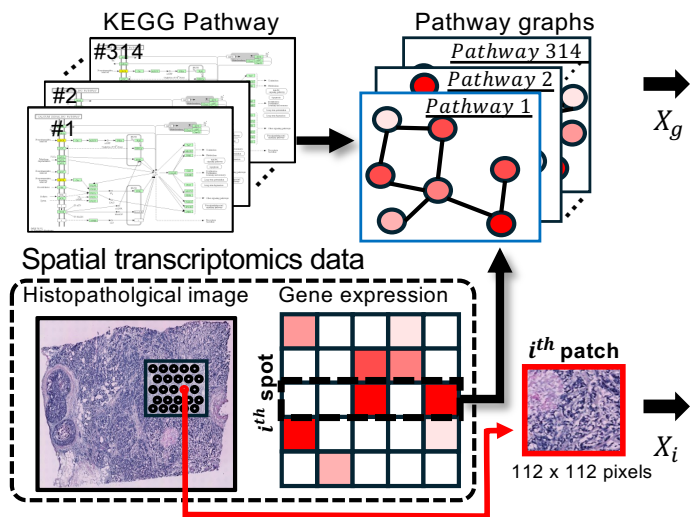 KEGG Pathway
#314
#2
#1
Pathway graphs
Pathway 314
Pathway 2
Pathway 1
X_g
Spatial transcriptomics data
Histopatholgical image
Gene expression
i^th spot
i^th patch
112 x 112 pixels
X_i